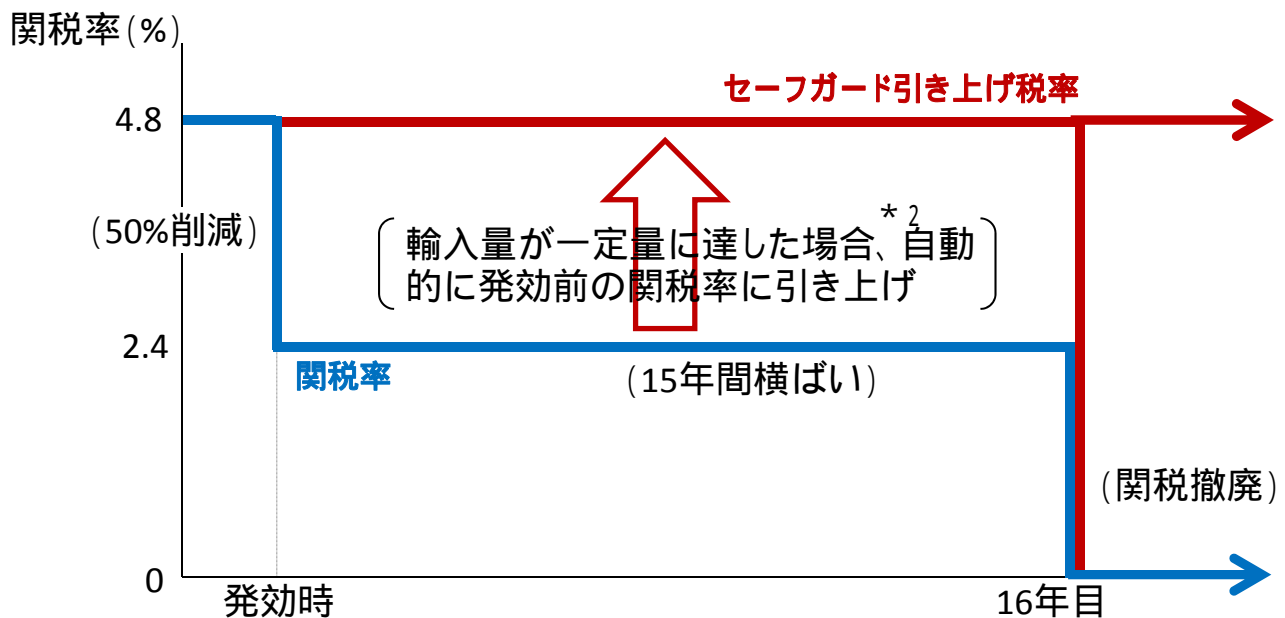 関税率(%)
セーフガード引き上げ税率
4.8
(50%削減)
輸入量が一定量に達した場合、*2自動
的に発効前の関税率に引き上げ
2.4
関税率
(15年間横ばい)
(関税撤廃)
0
発効時
16年目